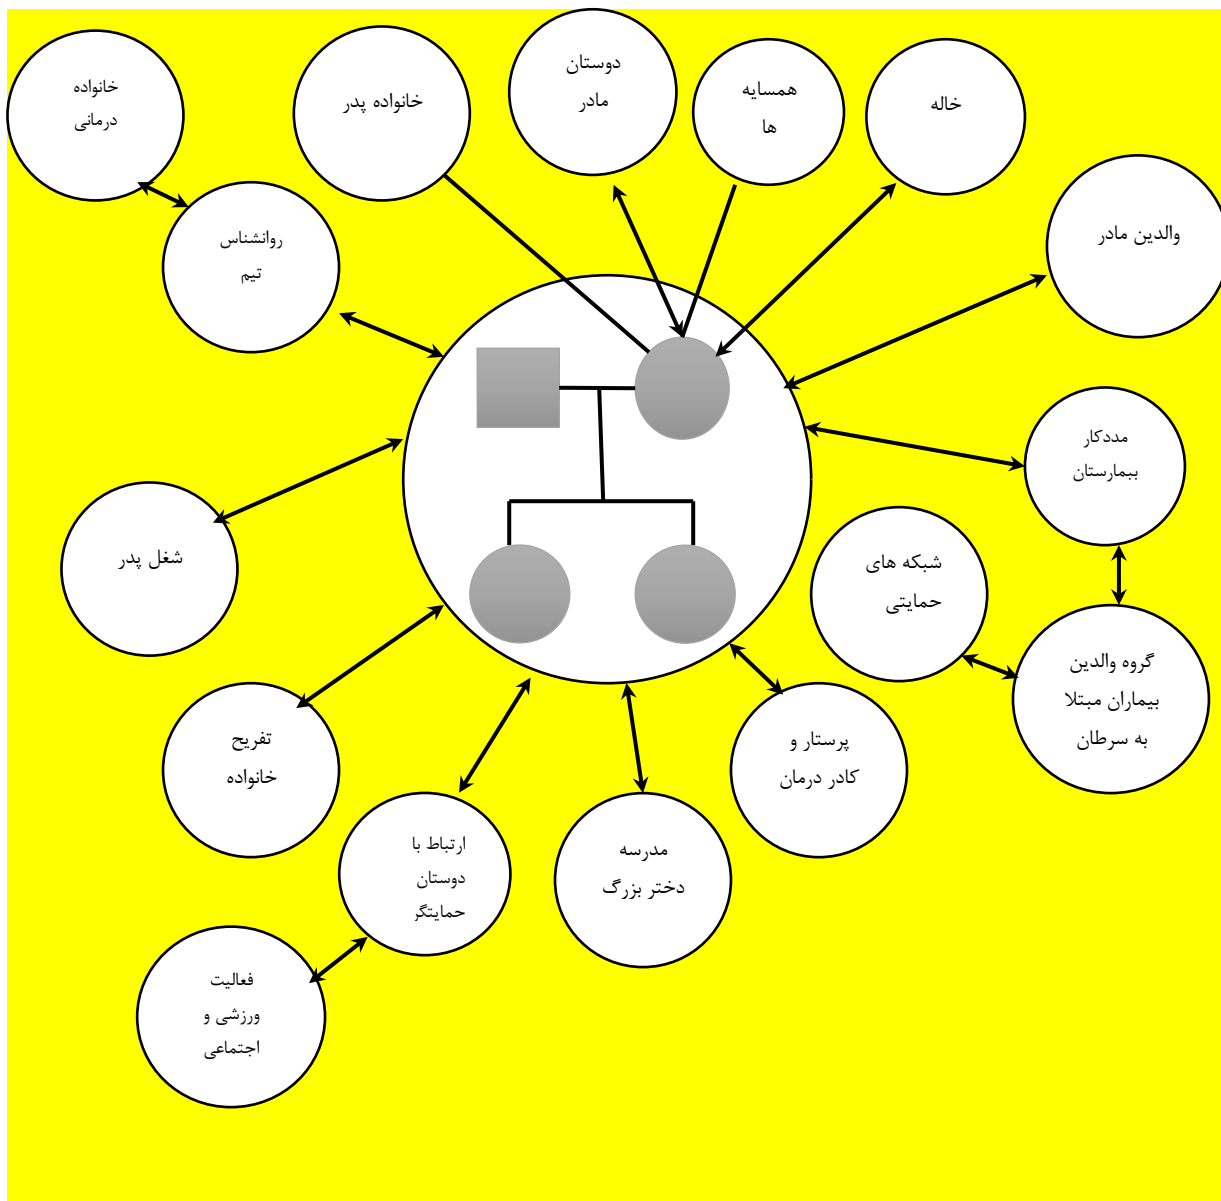 خاله
همسایه
ها
دوستان
مادر
خانواده پدر
خانواده
درمانی
والدین مادر
روانشناس
تیم
مددکار
بیمارستان
شغل پدر
شبکه های
حمایتی
گروه والدین
بیماران مبتلا
به سرطان
پرستار و
کادر درمان
تفریح
خانواده
مدرسه
دختر بزرگ
ارتباط با
دوستان
حمایتگر
فعالیت
ورزشی و
اجتماعی